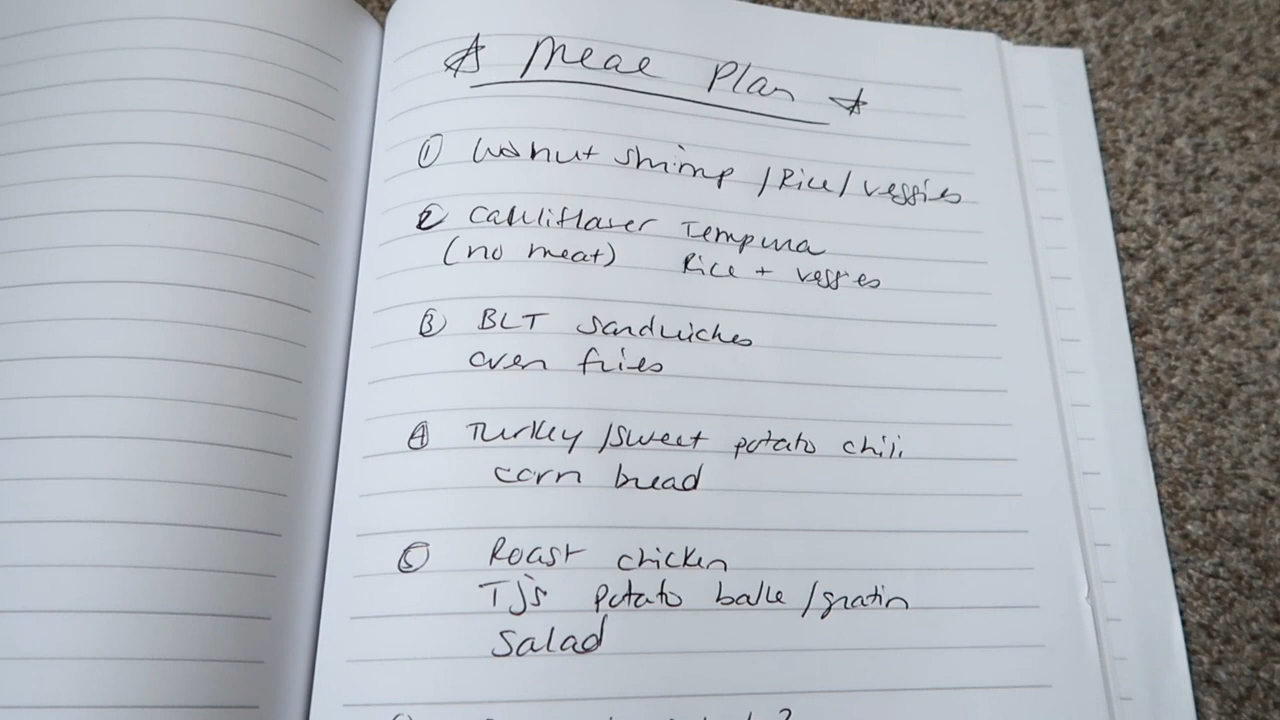 ☆ Meal Plan ☆
① Walnut shrimp / Rice / veggies
② Cauliflower Tempura
(no meat) Rice + veggies
③ BLT sandwiches
oven fries
④ Turkey / sweet potato chili
corn bread
⑤ Roast chicken
TJ's potato bake / gratin
Salad